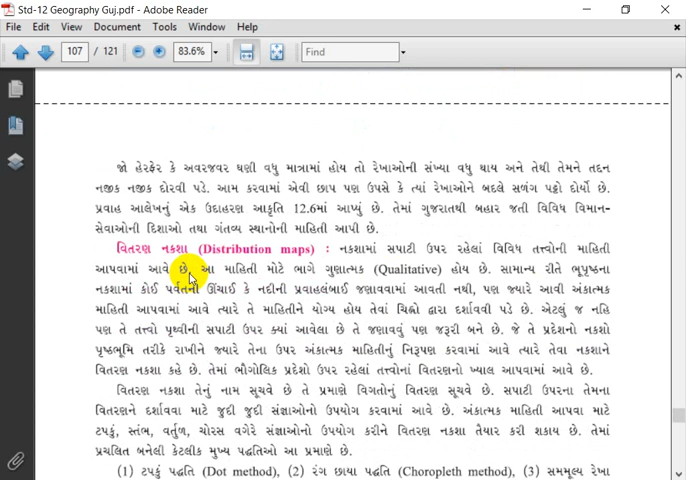 Std-12 Geography Guj.pdf - Adobe Reader
File Edit View Document Tools Window Help
107 / 121 83.6% Find
જો હેરફેર કે અવરજવર ઘણી વધુ માત્રામાં હોય તો રેખાઓની સંખ્યા વધુ થાય અને તેથી તેમને તદ્દન
નજીક નજીક દોરવી પડે. આમ કરવામાં એવી છાપ પણ ઉપસે કે ત્યાં રેખાઓને બદલે સળંગ પટ્ટો દોર્યો છે.
પ્રવાહ આલેખનું એક ઉદાહરણ આકૃતિ 12.6માં આપ્યું છે. તેમાં ગુજરાતથી બહાર જતી વિવિધ વિમાન-
સેવાઓની દિશાઓ તથા ગંતવ્ય સ્થાનોની માહિતી આપી છે.
વિતરણ નકશા (Distribution maps) : નકશામાં સપાટી ઉપર રહેલાં વિવિધ તત્ત્વોની માહિતી
આપવામાં આવે છે. આ માહિતી મોટે ભાગે ગુણાત્મક (Qualitative) હોય છે. સામાન્ય રીતે ભૂપૃષ્ઠના
નકશામાં કોઈ પર્વતની ઊંચાઈ કે નદીની પ્રવાહલંબાઈ જણાવવામાં આવતી નથી, પણ જ્યારે આવી અંકાત્મક
માહિતી આપવામાં આવે ત્યારે તે માહિતીને યોગ્ય હોય તેવાં ચિહ્નો દ્વારા દર્શાવવી પડે છે. એટલું જ નહિ
પણ તે તત્ત્વો પૃથ્વીની સપાટી ઉપર ક્યાં આવેલા છે તે જણાવવું પણ જરૂરી બને છે. જે તે પ્રદેશનો નકશો
પૃષ્ઠભૂમિ તરીકે રાખીને જ્યારે તેના ઉપર અંકાત્મક માહિતીનું નિરૂપણ કરવામાં આવે ત્યારે તેવા નકશાને
વિતરણ નકશા કહે છે. તેમાં ભૌગોલિક પ્રદેશો ઉપર રહેલાં તત્ત્વોનાં વિતરણનો ખ્યાલ આપવામાં આવે છે.
વિતરણ નકશા તેનું નામ સૂચવે છે તે પ્રમાણે વિગતોનું વિતરણ સૂચવે છે. સપાટી ઉપરના તેમના
વિતરણને દર્શાવવા માટે જુદી જુદી સંજ્ઞાઓનો ઉપયોગ કરવામાં આવે છે. અંકાત્મક માહિતી આપવા માટે
ટપકું, સ્તંભ, વર્તુળ, ચોરસ વગેરે સંજ્ઞાઓનો ઉપયોગ કરીને વિતરણ નકશા તૈયાર કરી શકાય છે. તેમાં
પ્રચલિત બનેલી કેટલીક મુખ્ય પદ્ધતિઓ આ પ્રમાણે છે.
(1) ટપકું પદ્ધતિ (Dot method), (2) રંગ છાયા પદ્ધતિ (Choropleth method), (3) સમમૂલ્ય રેખા